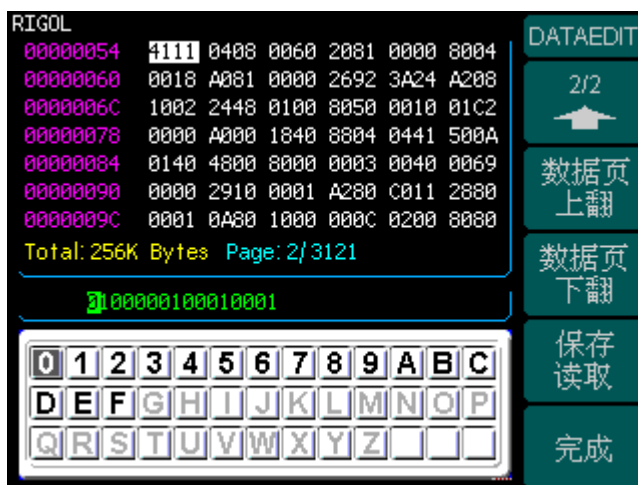 RIGOL
00000054 4111 0408 0060 2081 0000 8004
00000060 0018 A081 0000 2692 3A24 A208
0000006C 1002 2448 0100 8050 0010 01C2
00000078 0000 A000 1840 8804 0441 500A
00000084 0140 4800 8000 0003 0040 0069
00000090 0000 2910 0001 A280 C011 2880
0000009C 0001 0A80 1000 000C 0200 8080
Total: 256K Bytes Page: 2/3121
0100000100010001
0 1 2 3 4 5 6 7 8 9 A B C
D E F G H I J K L M N O P
Q R S T U V W X Y Z
DATAEDIT
2/2
数据页
上翻
数据页
下翻
保存
读取
完成